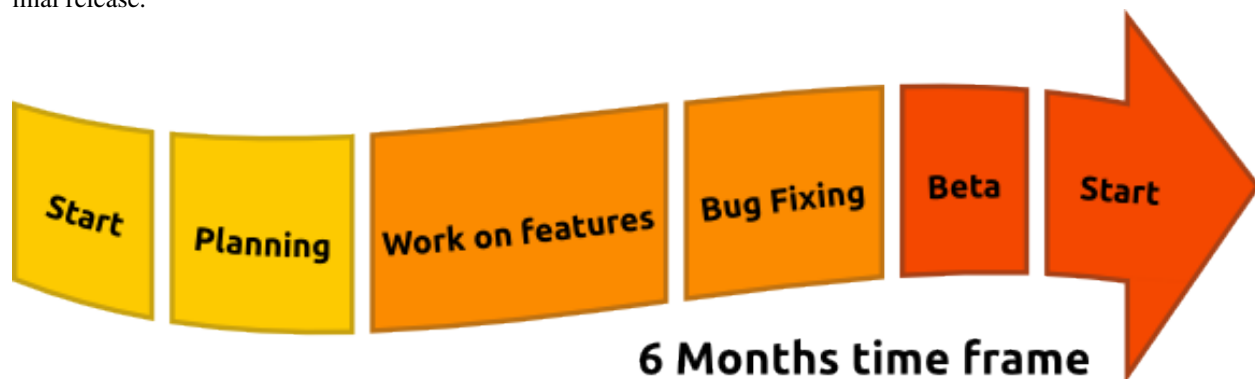 final release.
Start
Planning
Work on features
Bug Fixing
Beta
Start
6 Months time frame